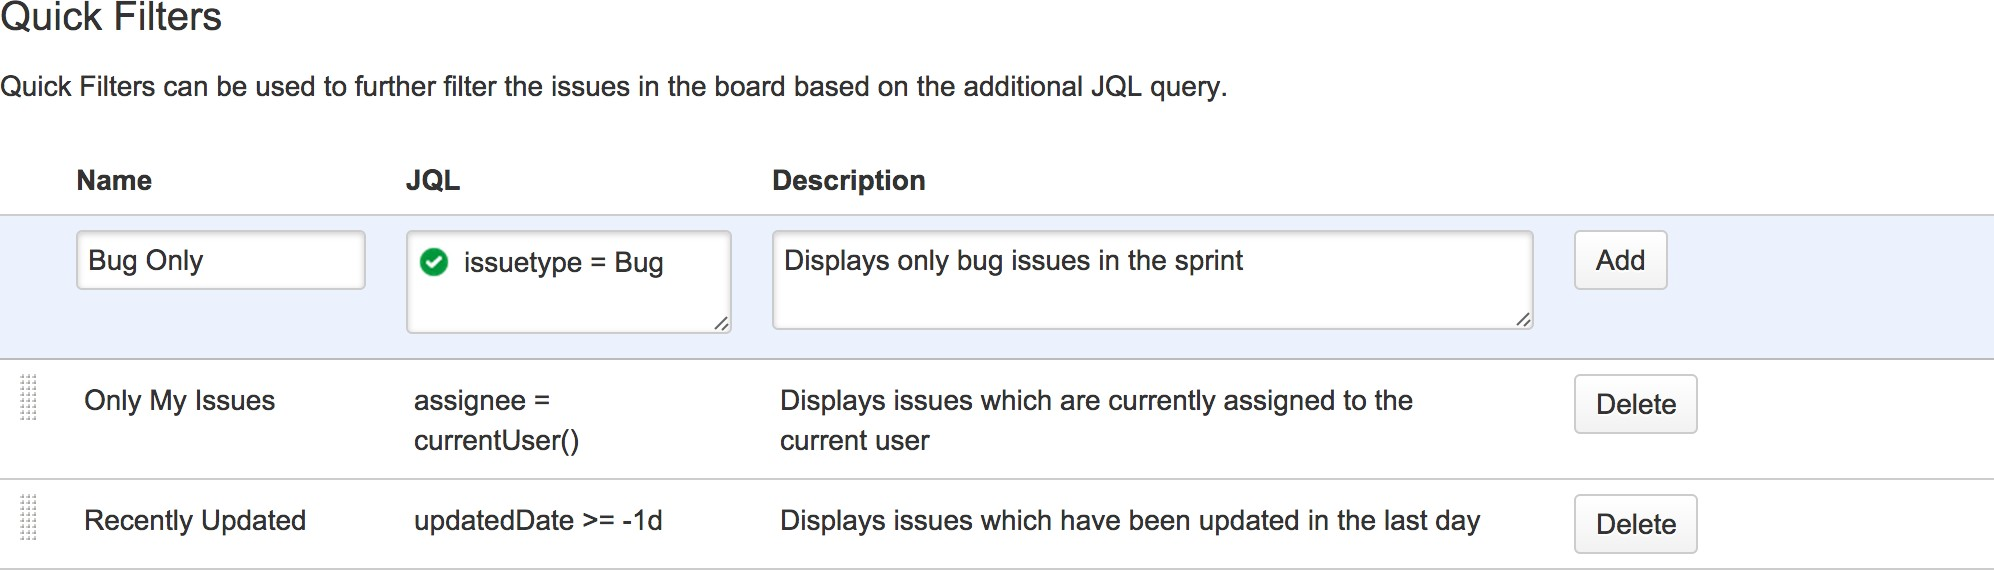 Quick Filters
Quick Filters can be used to further filter the issues in the board based on the additional JQL query.
Name JQL Description
Bug Only issuetype = Bug Displays only bug issues in the sprint Add
Only My Issues assignee = Displays issues which are currently assigned to the Delete
currentUser() current user
Recently Updated updatedDate >= -1d Displays issues which have been updated in the last day Delete